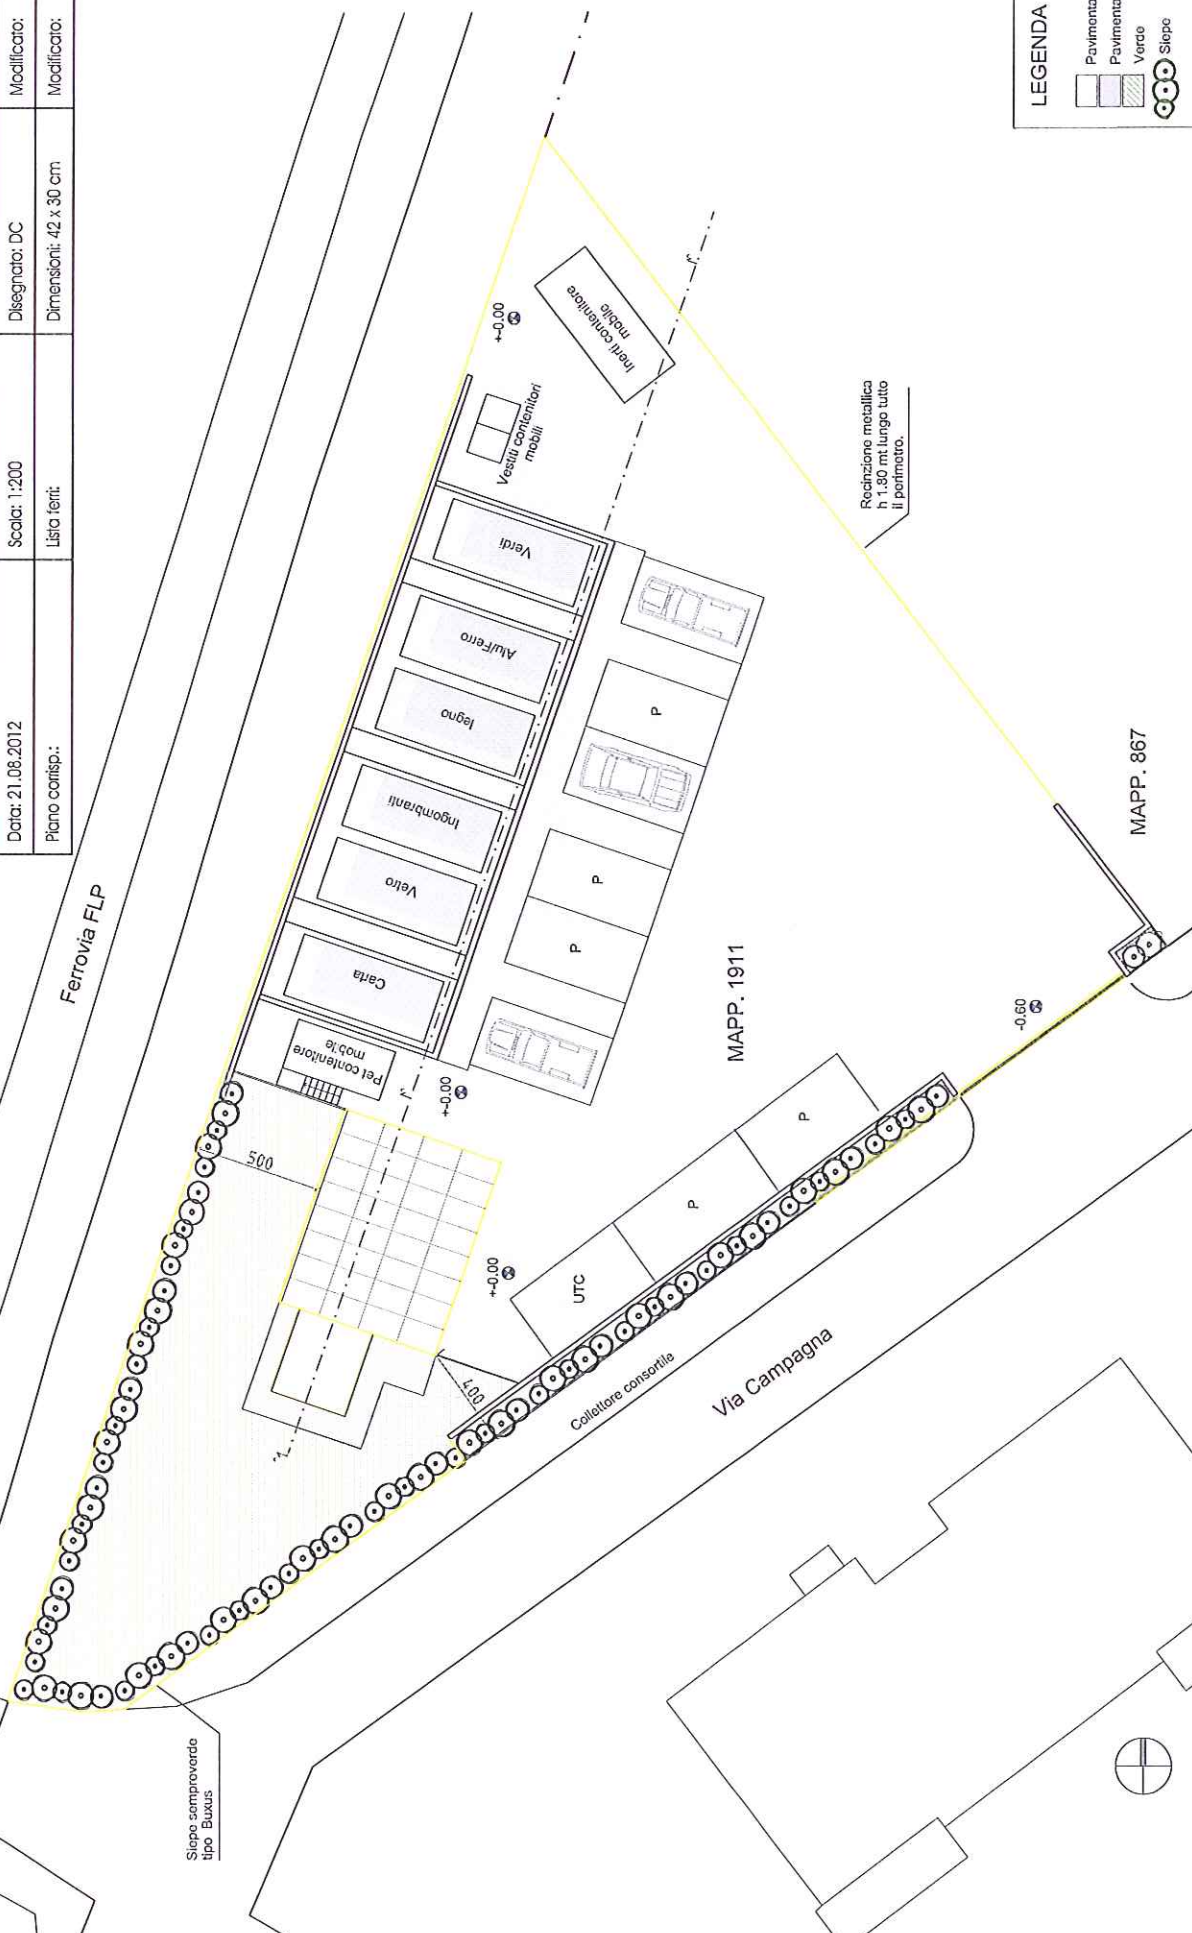 Data: 21.08.2012
Scala: 1:200
Disegnato: DC
Modificato:
Piano corrisp.:
Lista ferri:
Dimensioni: 42 x 30 cm
Modificato:
LEGENDA
Pavimenta
Pavimenta
Verde
Siepe
Ferrovia FLP
Inerti contenitore
mobile
+-0.00
Vestiti contenitori
mobili
Verdi
Alu/Ferro
legno
Ingombranti
Vetro
Carta
Pet contenitore
mobile
P
P
P
Recinzione metallica
h 1.80 mt lungo tutto
il perimetro.
MAPP. 867
MAPP. 1911
-0.60
+-0.00
500
+-0.00
400
UTC
P
P
Collettore consortile
Via Campagna
Siepe sempreverde
tipo Buxus